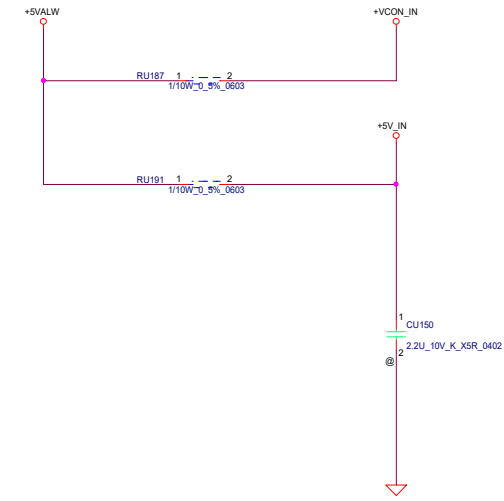 +5VALW
+VCON_IN
RU187 1 2
1/10W_0_5%_0603
+5V_IN
RU191 1 2
1/10W_0_5%_0603
1
CU150
2.2U_10V_K_X5R_0402
2
@